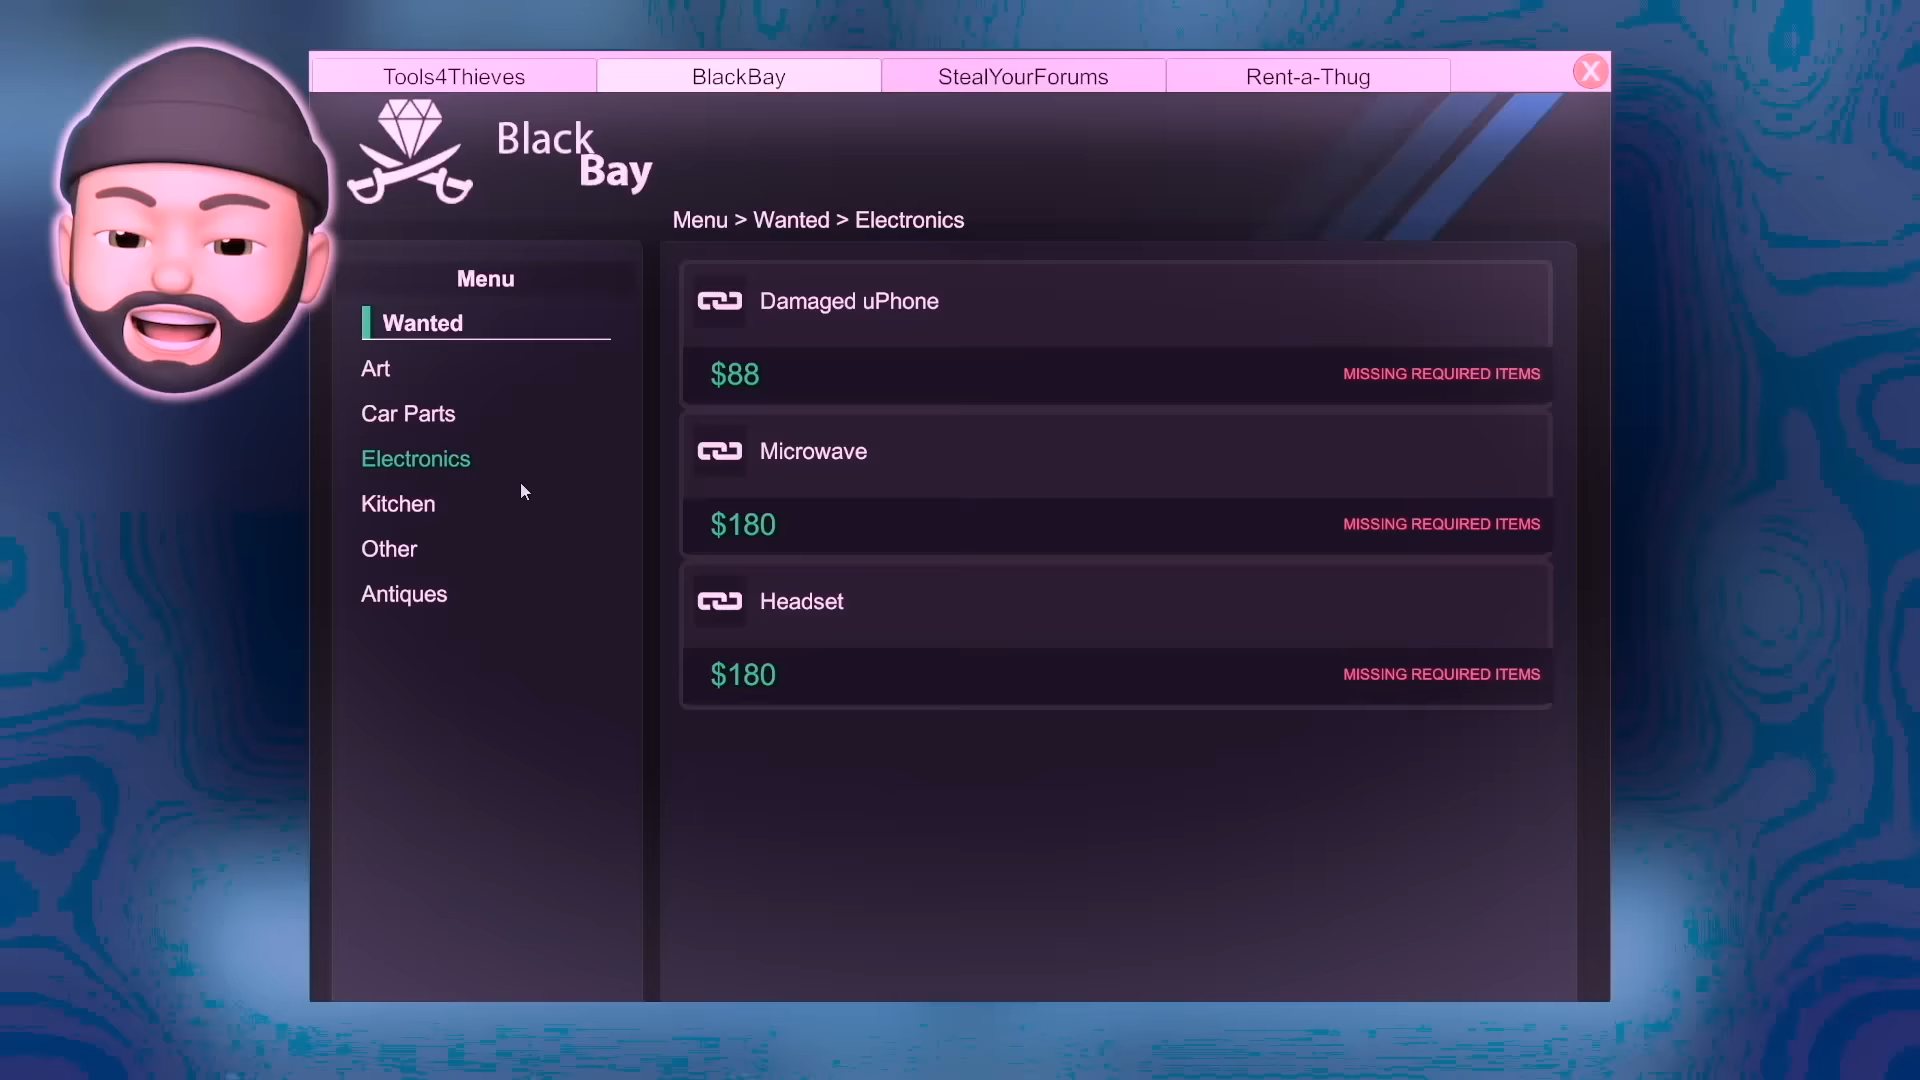 Tools4Thieves
BlackBay
StealYourForums
Rent-a-Thug
X
Black
Bay
Menu > Wanted > Electronics
Menu
Wanted
Art
Car Parts
Electronics
Kitchen
Other
Antiques
Damaged uPhone
$88
MISSING REQUIRED ITEMS
Microwave
$180
MISSING REQUIRED ITEMS
Headset
$180
MISSING REQUIRED ITEMS